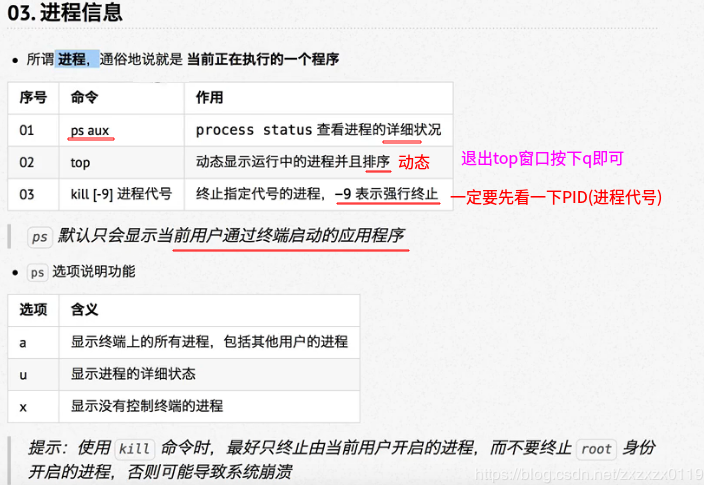 03. 进程信息
所谓 进程，通俗地说就是 当前正在执行的一个程序
序号 命令 作用
01 ps aux process status 查看进程的详细状况
02 top 动态显示运行中的进程并且排序 动态 退出top窗口按下q即可
03 kill [-9] 进程代号 终止指定代号的进程，-9 表示强行终止 一定要先看一下PID(进程代号)
ps 默认只会显示当前用户通过终端启动的应用程序
ps 选项说明功能
选项 含义
a 显示终端上的所有进程，包括其他用户的进程
u 显示进程的详细状态
x 显示没有控制终端的进程
提示：使用 kill 命令时，最好只终止由当前用户开启的进程，而不要终止 root 身份
开启的进程，否则可能导致系统崩溃
https://blog.csdn.net/zxzxzx0119